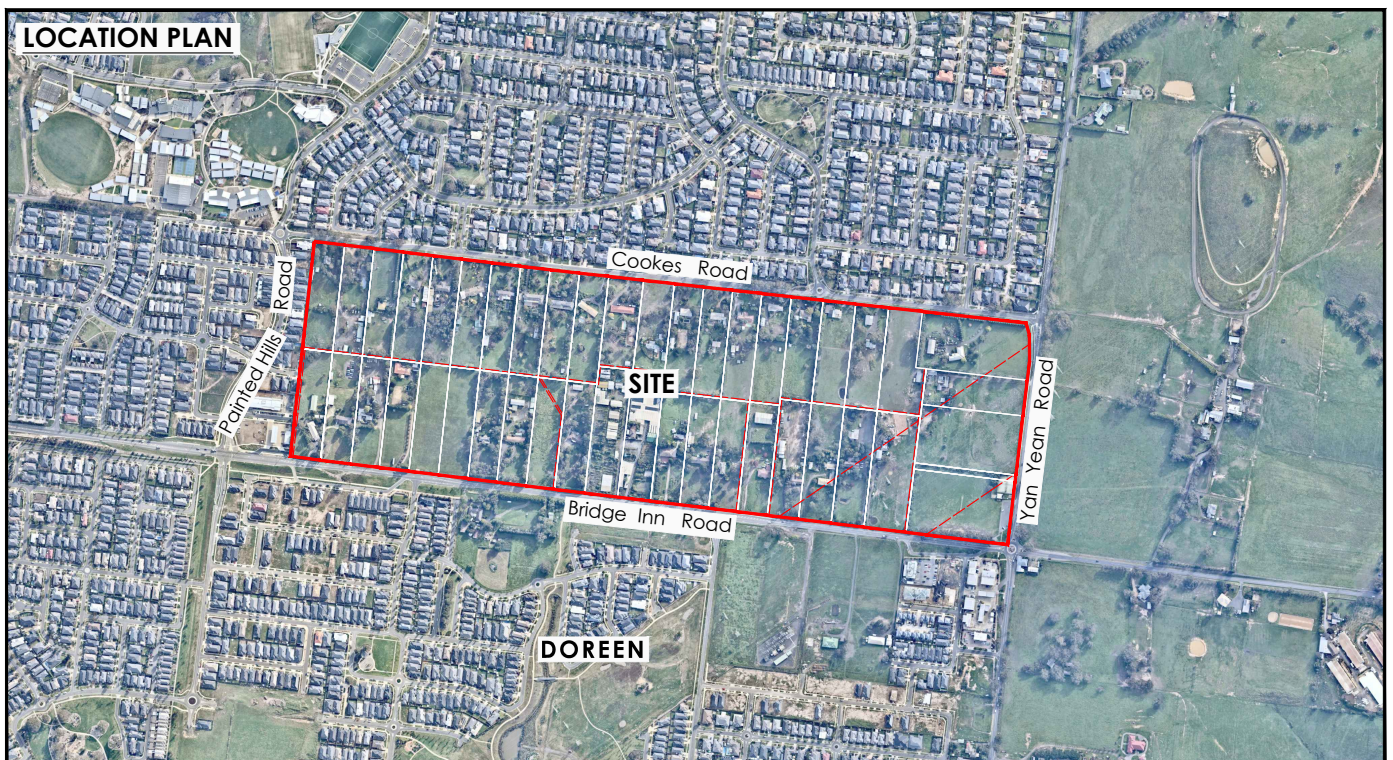 LOCATION PLAN
Cookes Road
Painted Hills Road
SITE
Yan Yean Road
Bridge Inn Road
DOREEN